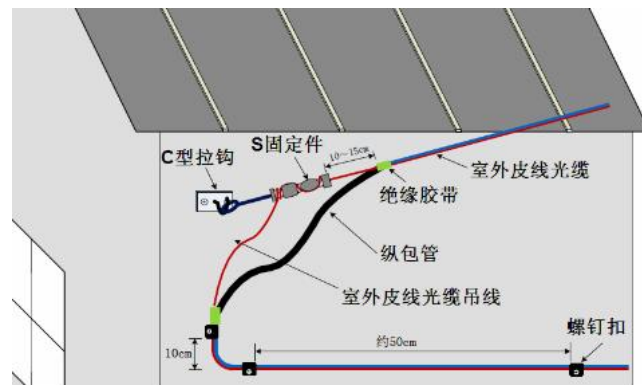 S固定件
C型拉钩
10～15cm
室外皮线光缆
绝缘胶带
纵包管
室外皮线光缆吊线
螺钉扣
10cm
约50cm